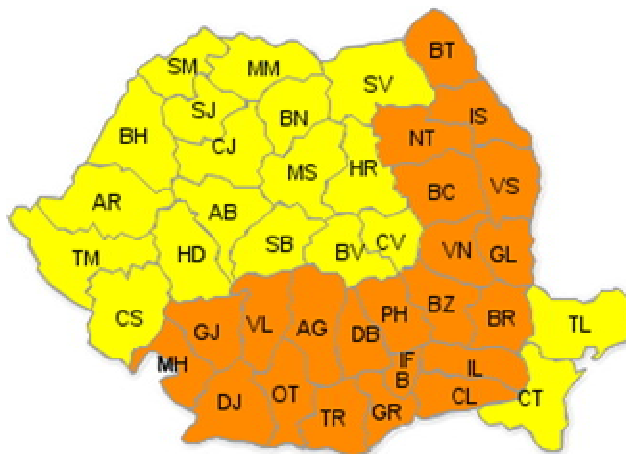 BT
SM
MM
SV
SJ
BN
IS
BH
CJ
NT
MS
HR
BC
VS
AR
AB
SB
BV
CV
VN
GL
TM
HD
CS
GJ
VL
AG
DB
PH
BZ
BR
TL
MH
IF
IL
B
CL
CT
DJ
OT
TR
GR